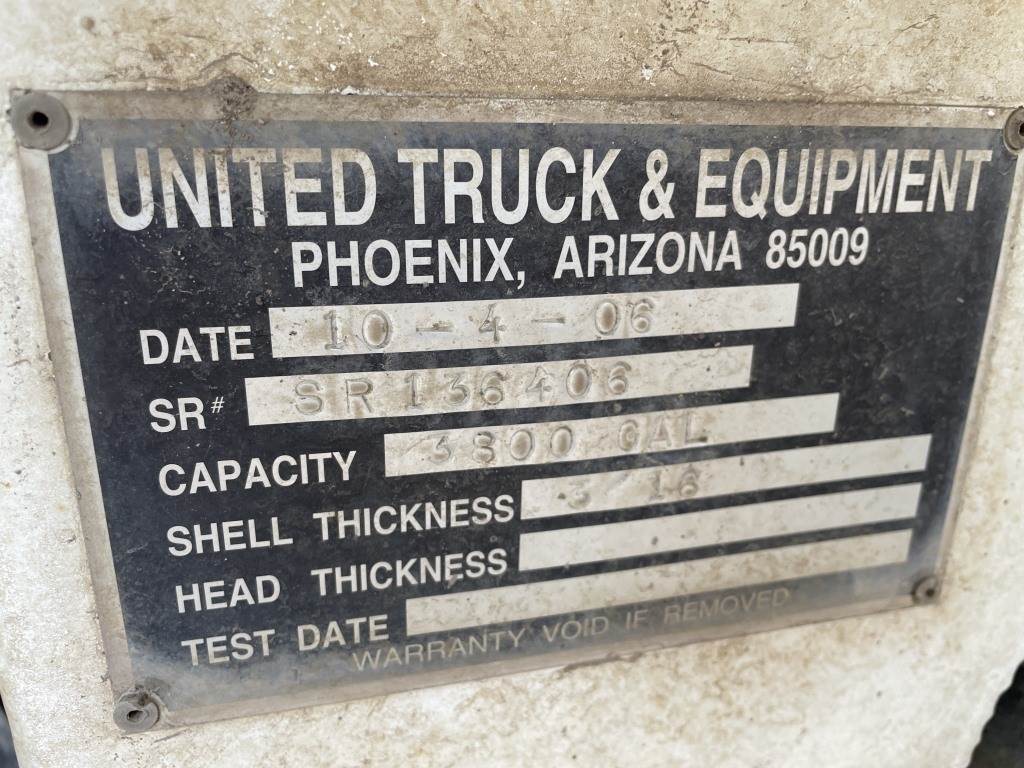 UNITED TRUCK & EQUIPMENT
PHOENIX, ARIZONA 85009
DATE 10-4-06
SR# SR136406
CAPACITY 3800 GAL
SHELL THICKNESS 3/16
HEAD THICKNESS
TEST DATE
WARRANTY VOID IF REMOVED